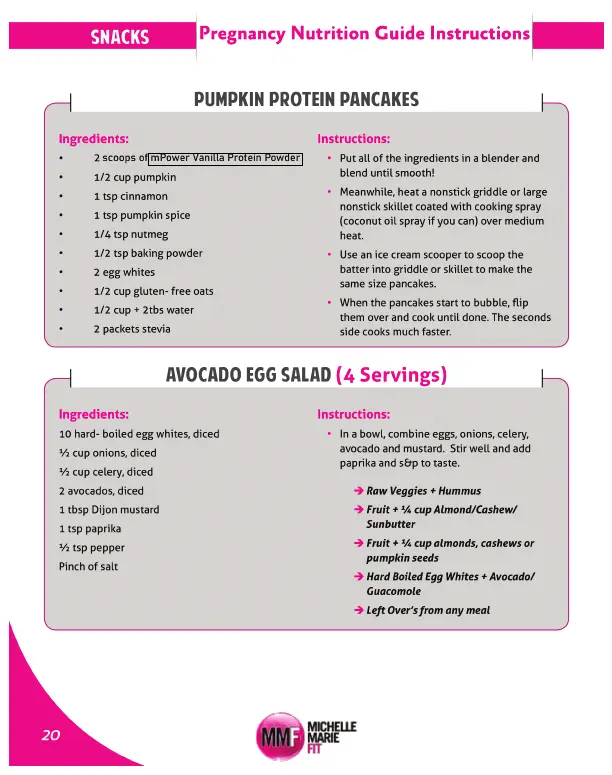 SNACKS
Pregnancy Nutrition Guide Instructions
PUMPKIN PROTEIN PANCAKES
Ingredients:
• 2 scoops of mPower Vanilla Protein Powder
• 1/2 cup pumpkin
• 1 tsp cinnamon
• 1 tsp pumpkin spice
• 1/4 tsp nutmeg
• 1/2 tsp baking powder
• 2 egg whites
• 1/2 cup gluten- free oats
• 1/2 cup + 2tbs water
• 2 packets stevia
Instructions:
• Put all of the ingredients in a blender and
blend until smooth!
• Meanwhile, heat a nonstick griddle or large
nonstick skillet coated with cooking spray
(coconut oil spray if you can) over medium
heat.
• Use an ice cream scooper to scoop the
batter into griddle or skillet to make the
same size pancakes.
• When the pancakes start to bubble, flip
them over and cook until done. The seconds
side cooks much faster.
AVOCADO EGG SALAD (4 Servings)
Ingredients:
10 hard- boiled egg whites, diced
½ cup onions, diced
½ cup celery, diced
2 avocados, diced
1 tbsp Dijon mustard
1 tsp paprika
½ tsp pepper
Pinch of salt
Instructions:
• In a bowl, combine eggs, onions, celery,
avocado and mustard. Stir well and add
paprika and s&p to taste.
➔ Raw Veggies + Hummus
➔ Fruit + ¼ cup Almond/Cashew/
Sunbutter
➔ Fruit + ¼ cup almonds, cashews or
pumpkin seeds
➔ Hard Boiled Egg Whites + Avocado/
Guacomole
➔ Left Over's from any meal
20
MMF
MICHELLE
MARIE
FIT